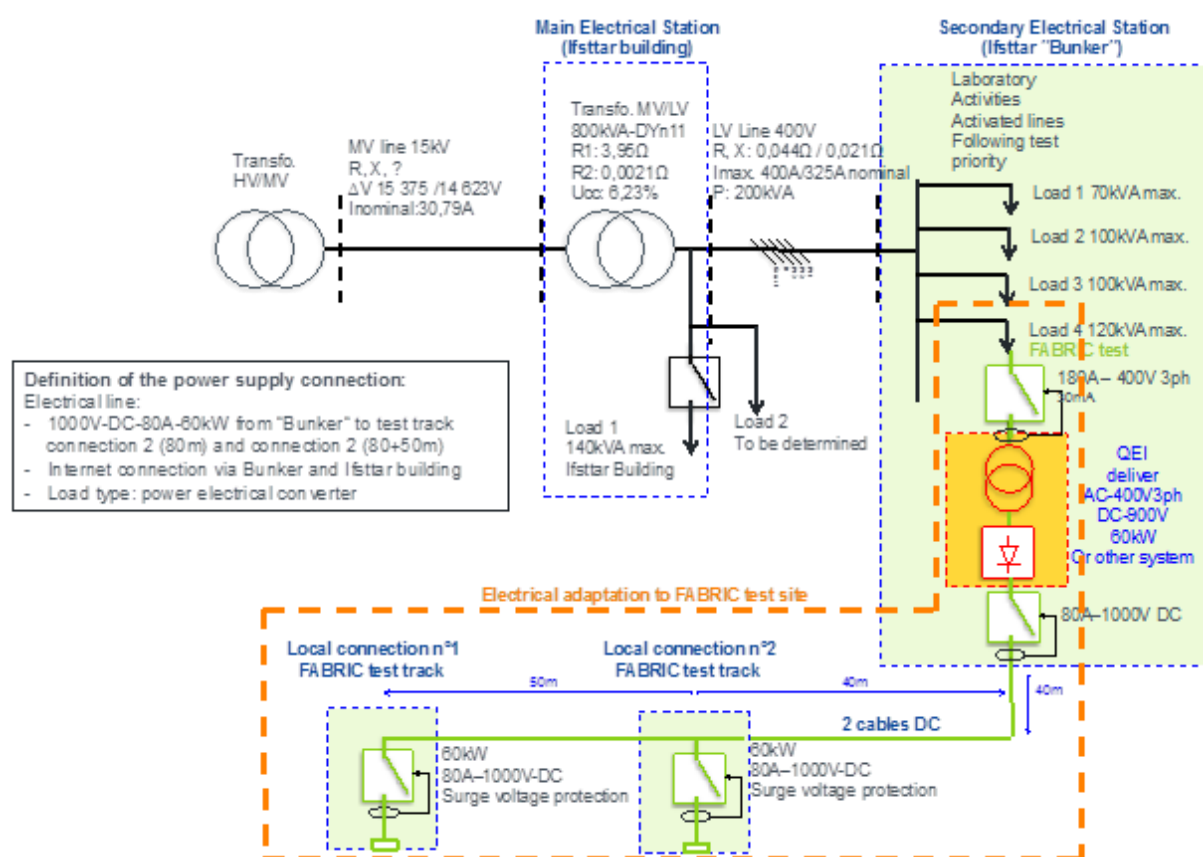 Main Electrical Station
(Ifsttar building)
Secondary Electrical Station
(Ifsttar "Bunker")
Laboratory
Activities
Activated lines
Following test
priority
Transfo.
HV/MV
MV line 15kV
R, X, ?
ΔV 15 375 /14 623V
Inominal:30,79A
Transfo. MV/LV
800kVA-DYn11
R1: 3,95Ω
R2: 0,0021Ω
Ucc: 6,23%
LV Line 400V
R, X: 0,044Ω / 0,021Ω
Imax. 400A/325A nominal
P: 200kVA
Load 1 70kVA max.
Load 2 100kVA max.
Load 3 100kVA max.
Load 4 120kVA max.
FABRIC test
180A– 400V 3ph
30mA
Definition of the power supply connection:
Electrical line:
- 1000V-DC-80A-60kW from "Bunker" to test track
connection 2 (80m) and connection 2 (80+50m)
- Internet connection via Bunker and Ifsttar building
- Load type: power electrical converter
Load 1
140kVA max.
Ifsttar Building
Load 2
To be determined
QEI
deliver
AC-400V3ph
DC-900V
60kW
Or other system
80A–1000V DC
Electrical adaptation to FABRIC test site
Local connection n°1
FABRIC test track
Local connection n°2
FABRIC test track
50m
40m
40m
2 cables DC
60kW
80A–1000V-DC
Surge voltage protection
60kW
80A–1000V-DC
Surge voltage protection